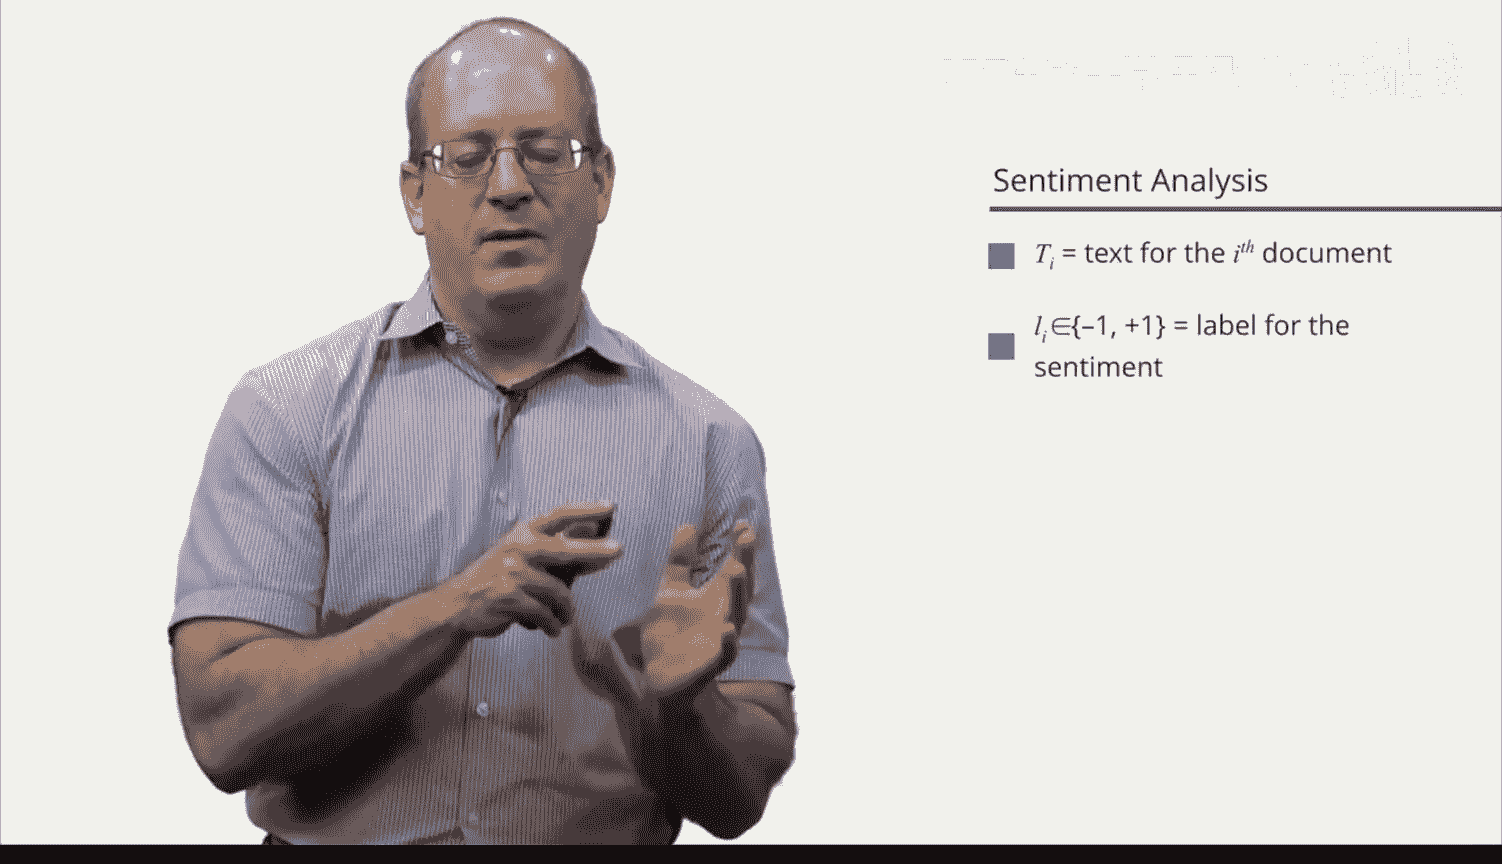 Sentiment Analysis
Tᵢ = text for the iᵗʰ document
lᵢ∈{–1, +1} = label for the
sentiment